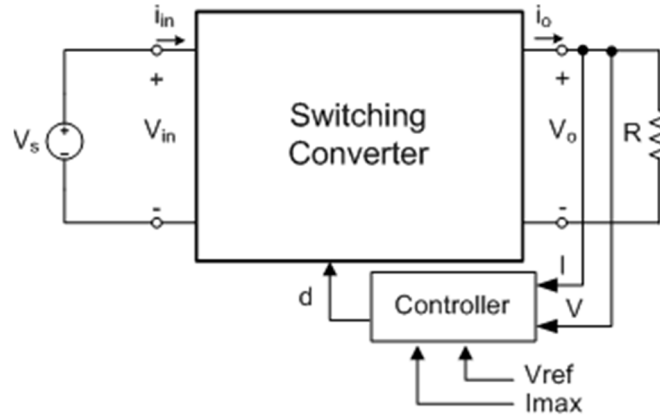 i_in
i_o
+
+
V_s
+
-
V_in
Switching
Converter
V_o
R
-
-
I
d
Controller
V
Vref
Imax